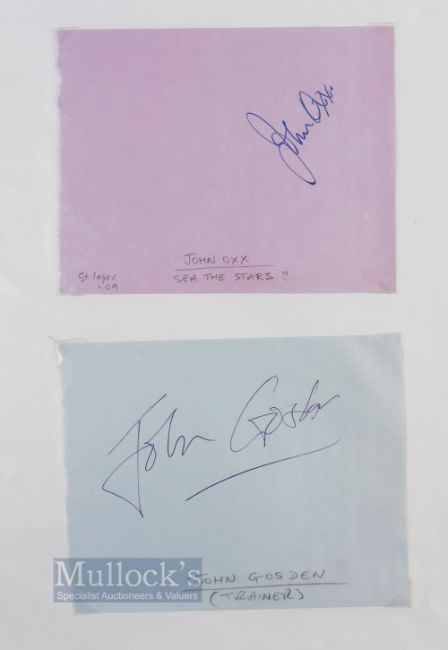 John Oxx.
JOHN OXX
SEA THE STARS !!
St Leger
'09
John Gosden
JOHN GOSDEN
(TRAINER)
Mullock's
Specialist Auctioneers & Valuers